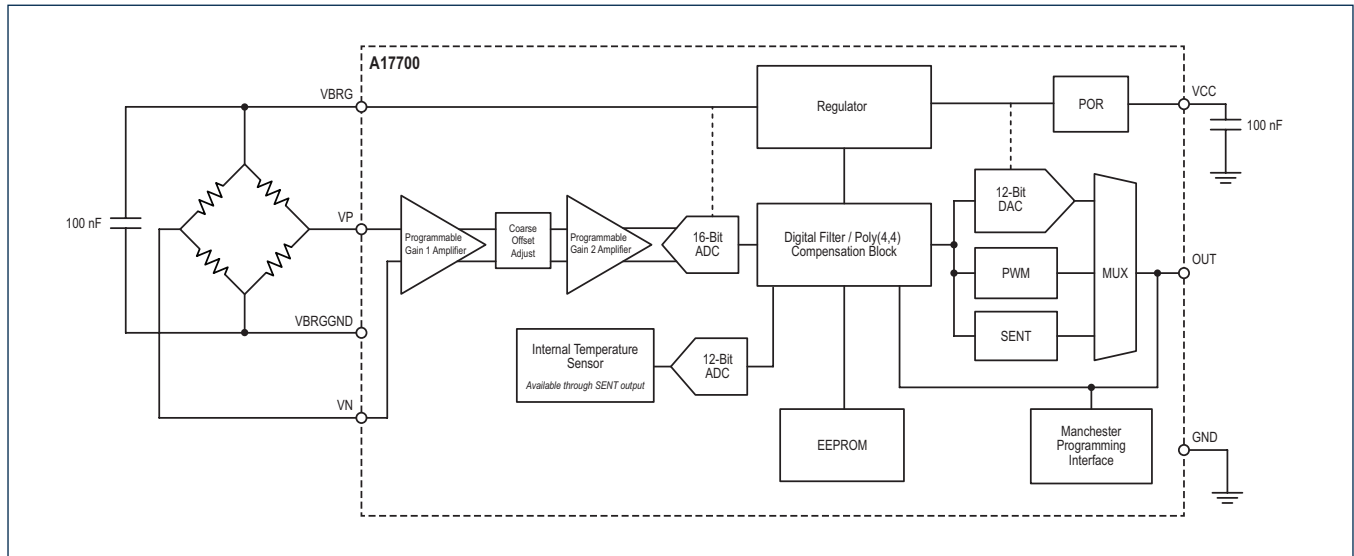 A17700
VBRG
Regulator
POR
VCC
100 nF
100 nF
VP
Programmable
Gain 1 Amplifier
Coarse
Offset
Adjust
Programmable
Gain 2 Amplifier
16-Bit
ADC
Digital Filter / Poly(4,4)
Compensation Block
12-Bit
DAC
PWM
SENT
MUX
OUT
VBRGGND
Internal Temperature
Sensor
Available through SENT output
12-Bit
ADC
VN
EEPROM
Manchester
Programming
Interface
GND